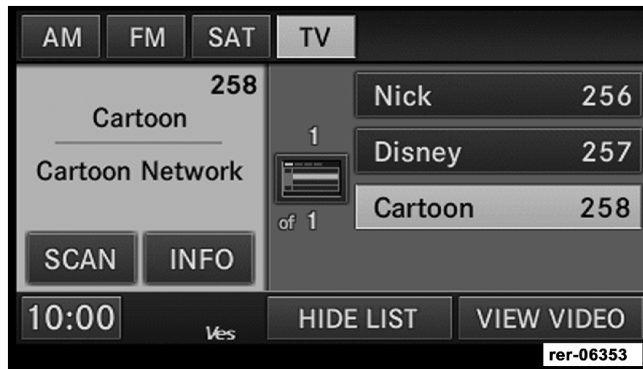 AM FM SAT TV
258
Cartoon
Cartoon Network
SCAN INFO
1
of 1
Nick 256
Disney 257
Cartoon 258
10:00 Ves HIDE LIST VIEW VIDEO
rer-06353